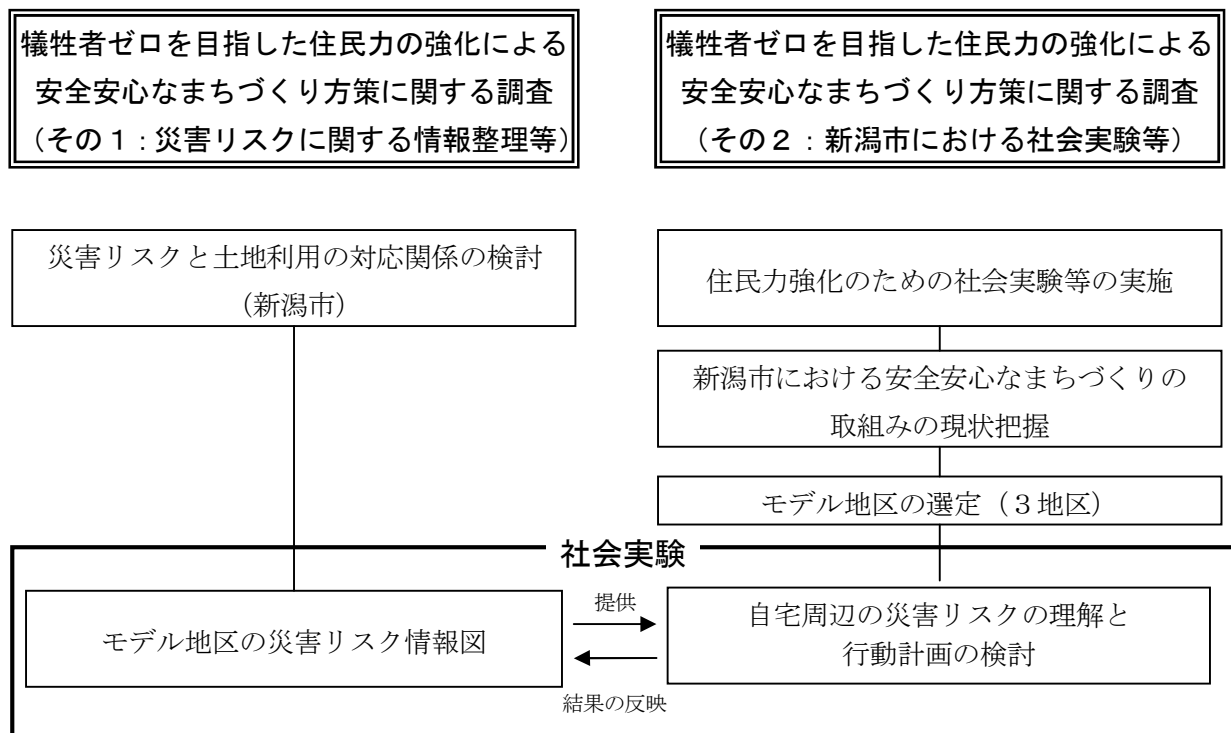 犠牲者ゼロを目指した住民力の強化による
安全安心なまちづくり方策に関する調査
（その１：災害リスクに関する情報整理等）
犠牲者ゼロを目指した住民力の強化による
安全安心なまちづくり方策に関する調査
（その２：新潟市における社会実験等）
災害リスクと土地利用の対応関係の検討
（新潟市）
住民力強化のための社会実験等の実施
新潟市における安全安心なまちづくりの
取組みの現状把握
モデル地区の選定（３地区）
社会実験
モデル地区の災害リスク情報図
提供
結果の反映
自宅周辺の災害リスクの理解と
行動計画の検討